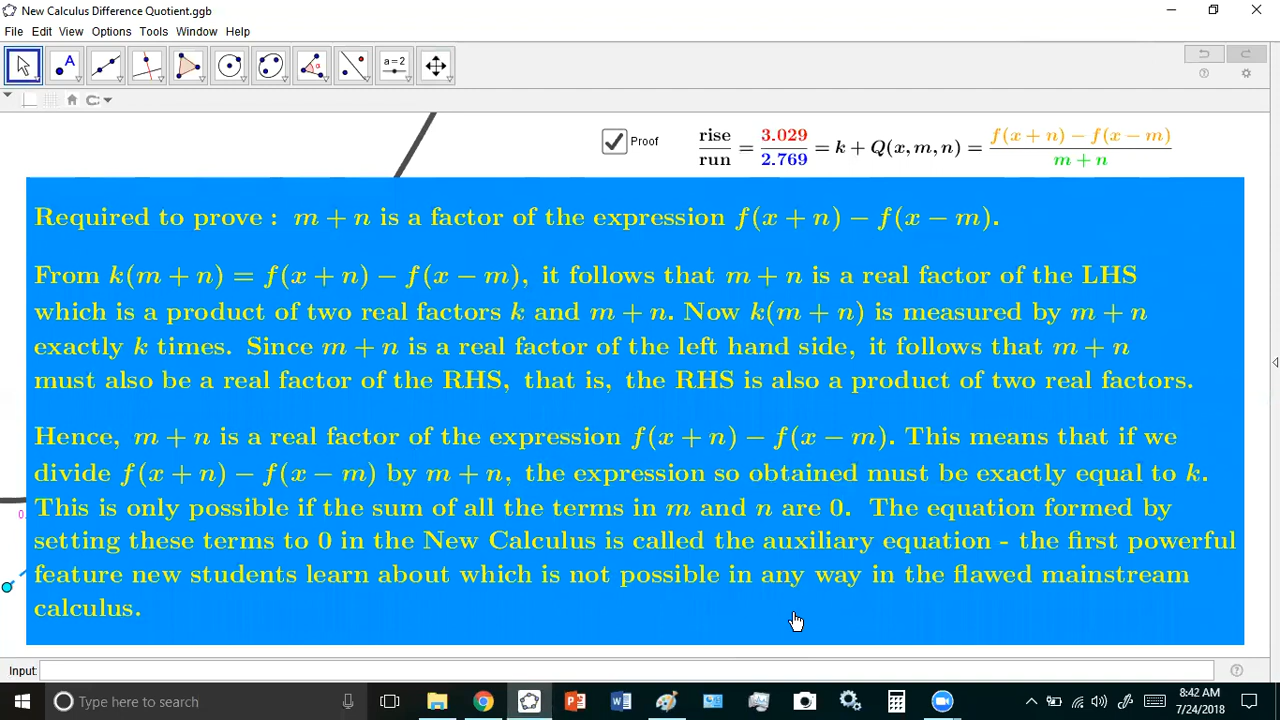 New Calculus Difference Quotient.ggb
File Edit View Options Tools Window Help
A
a = 2
Proof
rise/run = 3.029/2.769 = k + Q(x, m, n) = f(x + n) − f(x − m)/m + n
Required to prove : m + n is a factor of the expression f(x + n) − f(x − m).
From k(m + n) = f(x + n) − f(x − m), it follows that m + n is a real factor of the LHS
which is a product of two real factors k and m + n. Now k(m + n) is measured by m + n
exactly k times. Since m + n is a real factor of the left hand side, it follows that m + n
must also be a real factor of the RHS, that is, the RHS is also a product of two real factors.
Hence, m + n is a real factor of the expression f(x + n) − f(x − m). This means that if we
divide f(x + n) − f(x − m) by m + n, the expression so obtained must be exactly equal to k.
This is only possible if the sum of all the terms in m and n are 0. The equation formed by
setting these terms to 0 in the New Calculus is called the auxiliary equation - the first powerful
feature new students learn about which is not possible in any way in the flawed mainstream
calculus.
0.
Input:
Type here to search
8:42 AM
7/24/2018